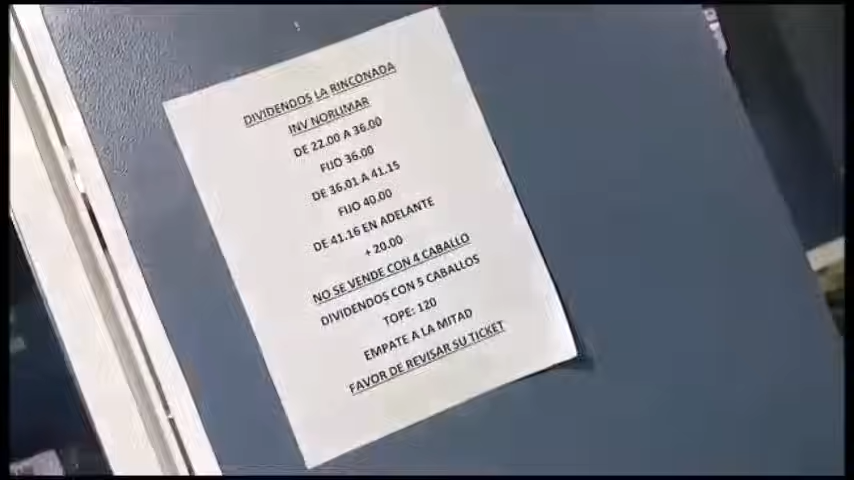 DIVIDENDOS LA RINCONADA
INV NORLIMAR
DE 22.00 A 36.00
FIJO 36.00
DE 36.01 A 41.15
FIJO 40.00
DE 41.16 EN ADELANTE
+ 20.00
NO SE VENDE CON 4 CABALLO
DIVIDENDOS CON 5 CABALLOS
TOPE: 120
EMPATE A LA MITAD
FAVOR DE REVISAR SU TICKET